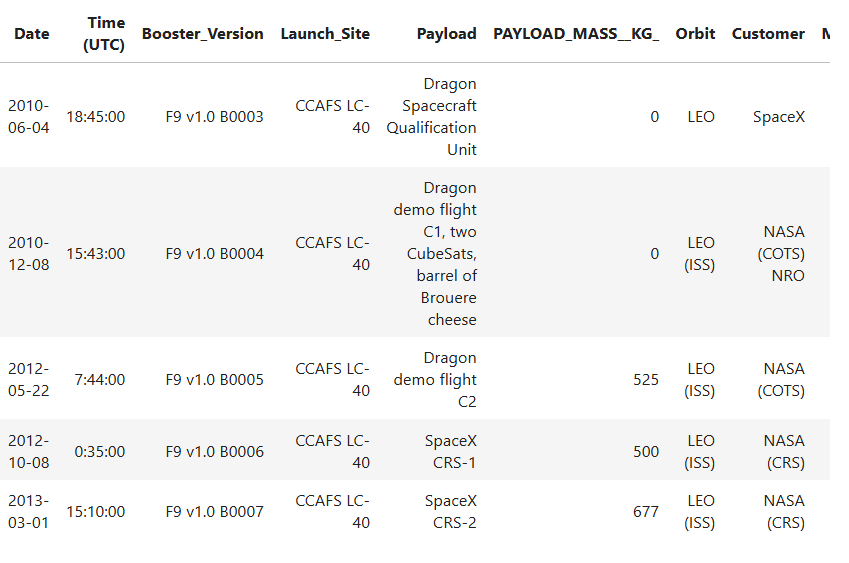 Date Time (UTC) Booster_Version Launch_Site Payload PAYLOAD_MASS__KG_ Orbit Customer M
2010-06-04 18:45:00 F9 v1.0 B0003 CCAFS LC-40 Dragon Spacecraft Qualification Unit 0 LEO SpaceX
2010-12-08 15:43:00 F9 v1.0 B0004 CCAFS LC-40 Dragon demo flight C1, two CubeSats, barrel of Brouere cheese 0 LEO (ISS) NASA (COTS) NRO
2012-05-22 7:44:00 F9 v1.0 B0005 CCAFS LC-40 Dragon demo flight C2 525 LEO (ISS) NASA (COTS)
2012-10-08 0:35:00 F9 v1.0 B0006 CCAFS LC-40 SpaceX CRS-1 500 LEO (ISS) NASA (CRS)
2013-03-01 15:10:00 F9 v1.0 B0007 CCAFS LC-40 SpaceX CRS-2 677 LEO (ISS) NASA (CRS)